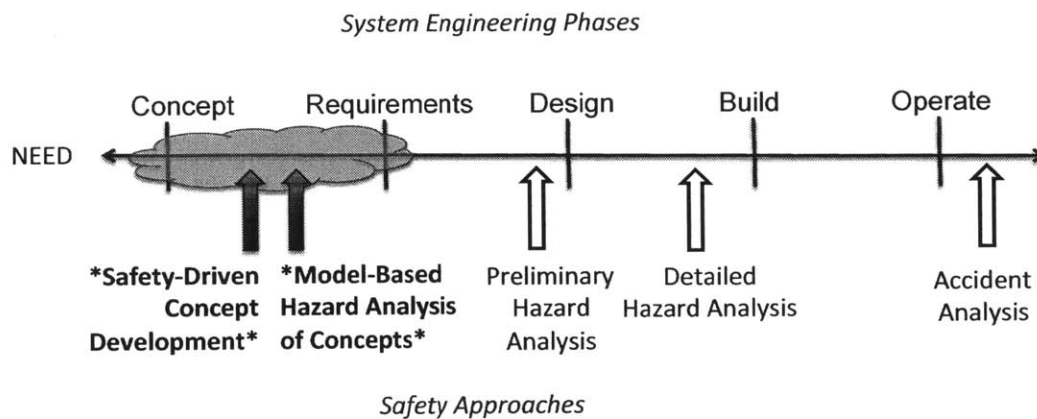 System Engineering Phases
Concept
Requirements
Design
Build
Operate
NEED
*Safety-Driven
Concept
Development*
*Model-Based
Hazard Analysis
of Concepts*
Preliminary
Hazard
Analysis
Detailed
Hazard Analysis
Accident
Analysis
Safety Approaches